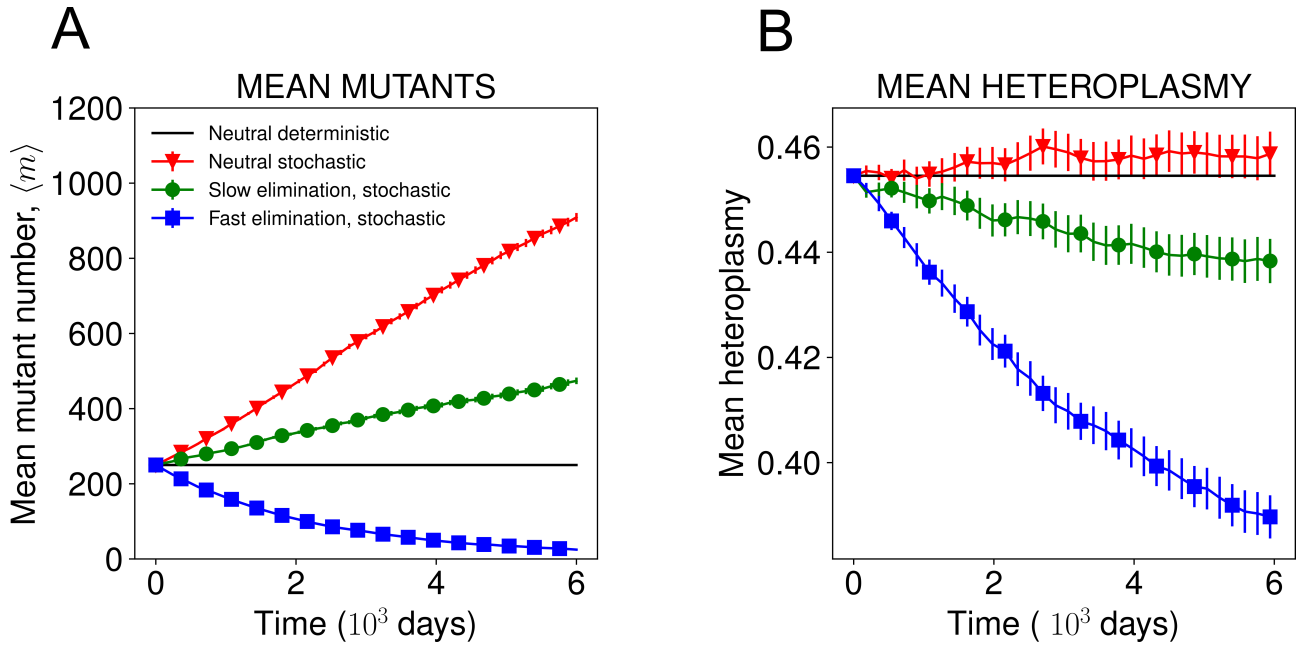 A
MEAN MUTANTS
Mean mutant number, ⟨m⟩
1200
1000
800
600
400
200
0
Neutral deterministic
Neutral stochastic
Slow elimination, stochastic
Fast elimination, stochastic
0 2 4 6
Time (10³ days)
B
MEAN HETEROPLASMY
Mean heteroplasmy
0.46
0.44
0.42
0.40
0 2 4 6
Time ( 10³ days)